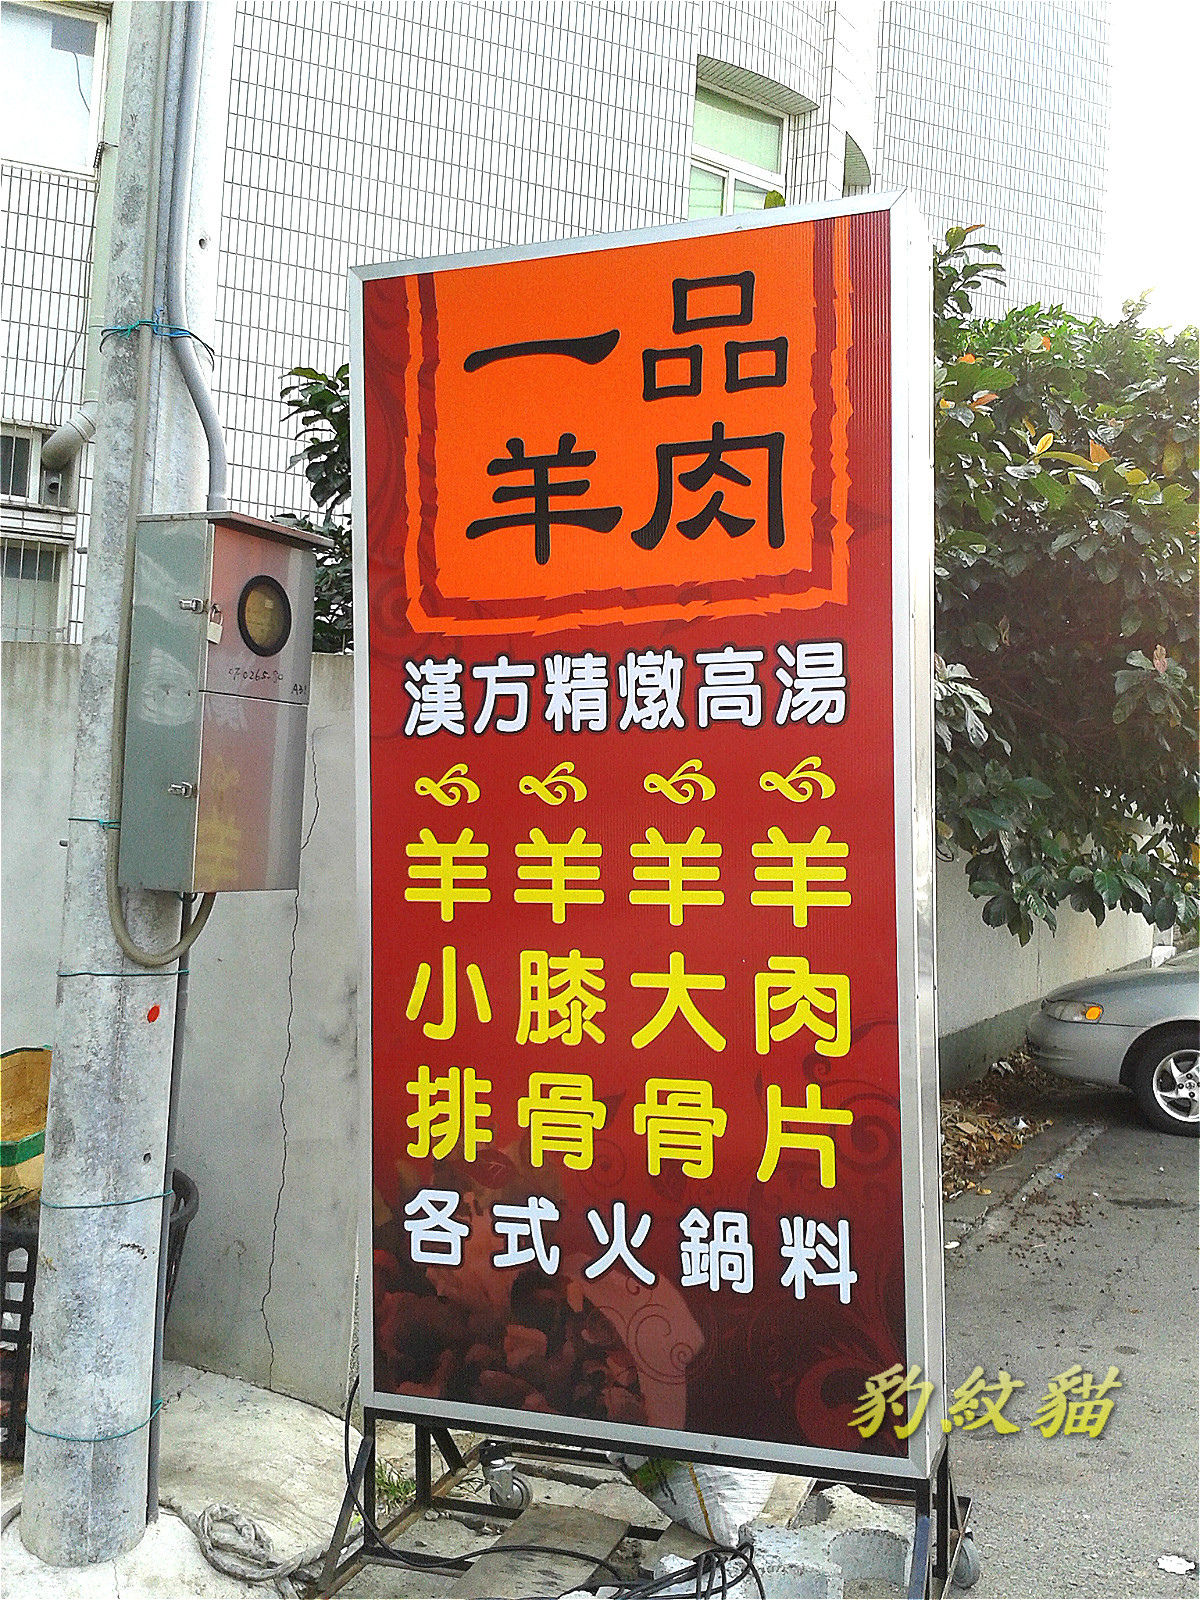 一品
羊肉
漢方精燉高湯
羊肉片
羊大骨
羊膝骨
羊小排
各式火鍋料
豹紋貓